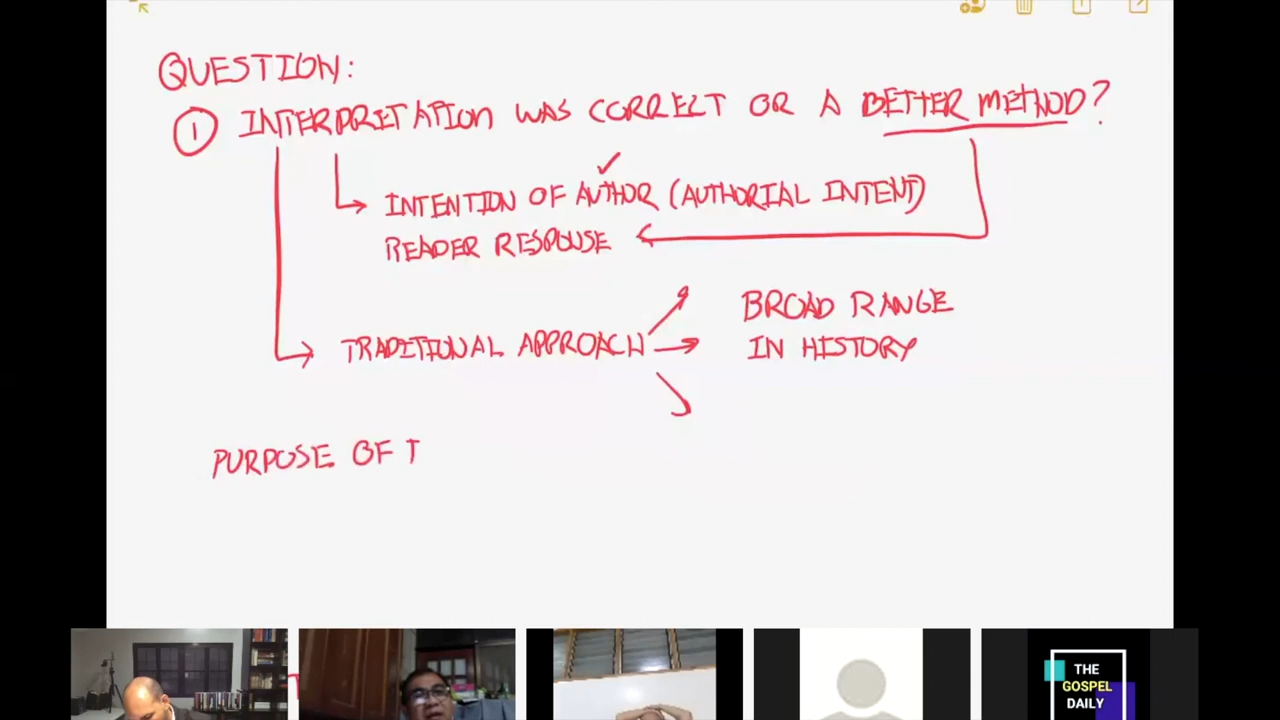 QUESTION:
① INTERPRETATION WAS CORRECT OR A BETTER METHOD?
INTENTION OF AUTHOR (AUTHORIAL INTENT)
READER RESPONSE
TRADITIONAL APPROACH
BROAD RANGE
IN HISTORY
PURPOSE OF T
THE
GOSPEL
DAILY